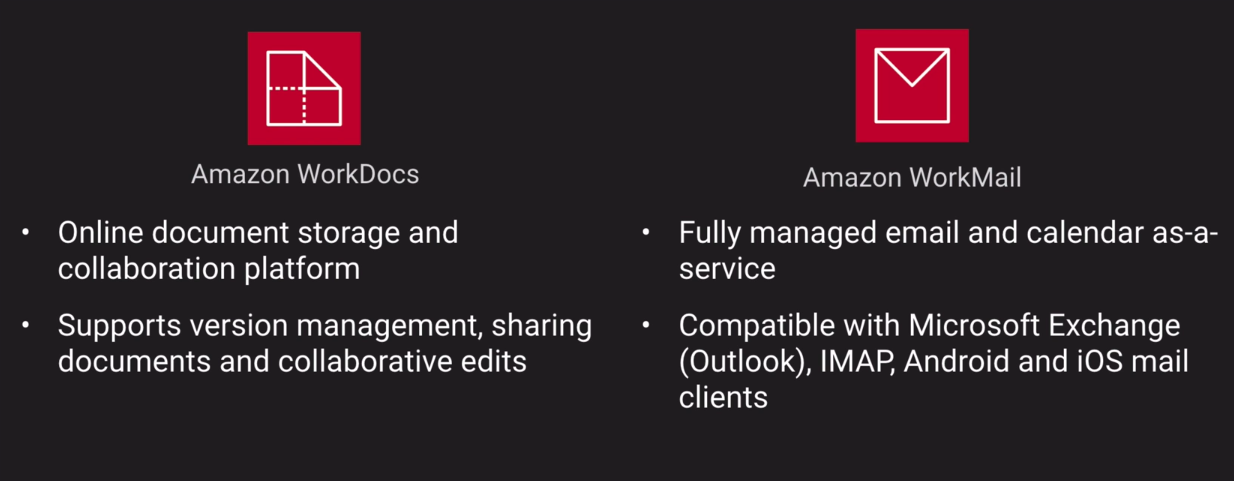 Amazon WorkDocs
• Online document storage and
collaboration platform
• Supports version management, sharing
documents and collaborative edits
Amazon WorkMail
• Fully managed email and calendar as-a-
service
• Compatible with Microsoft Exchange
(Outlook), IMAP, Android and iOS mail
clients